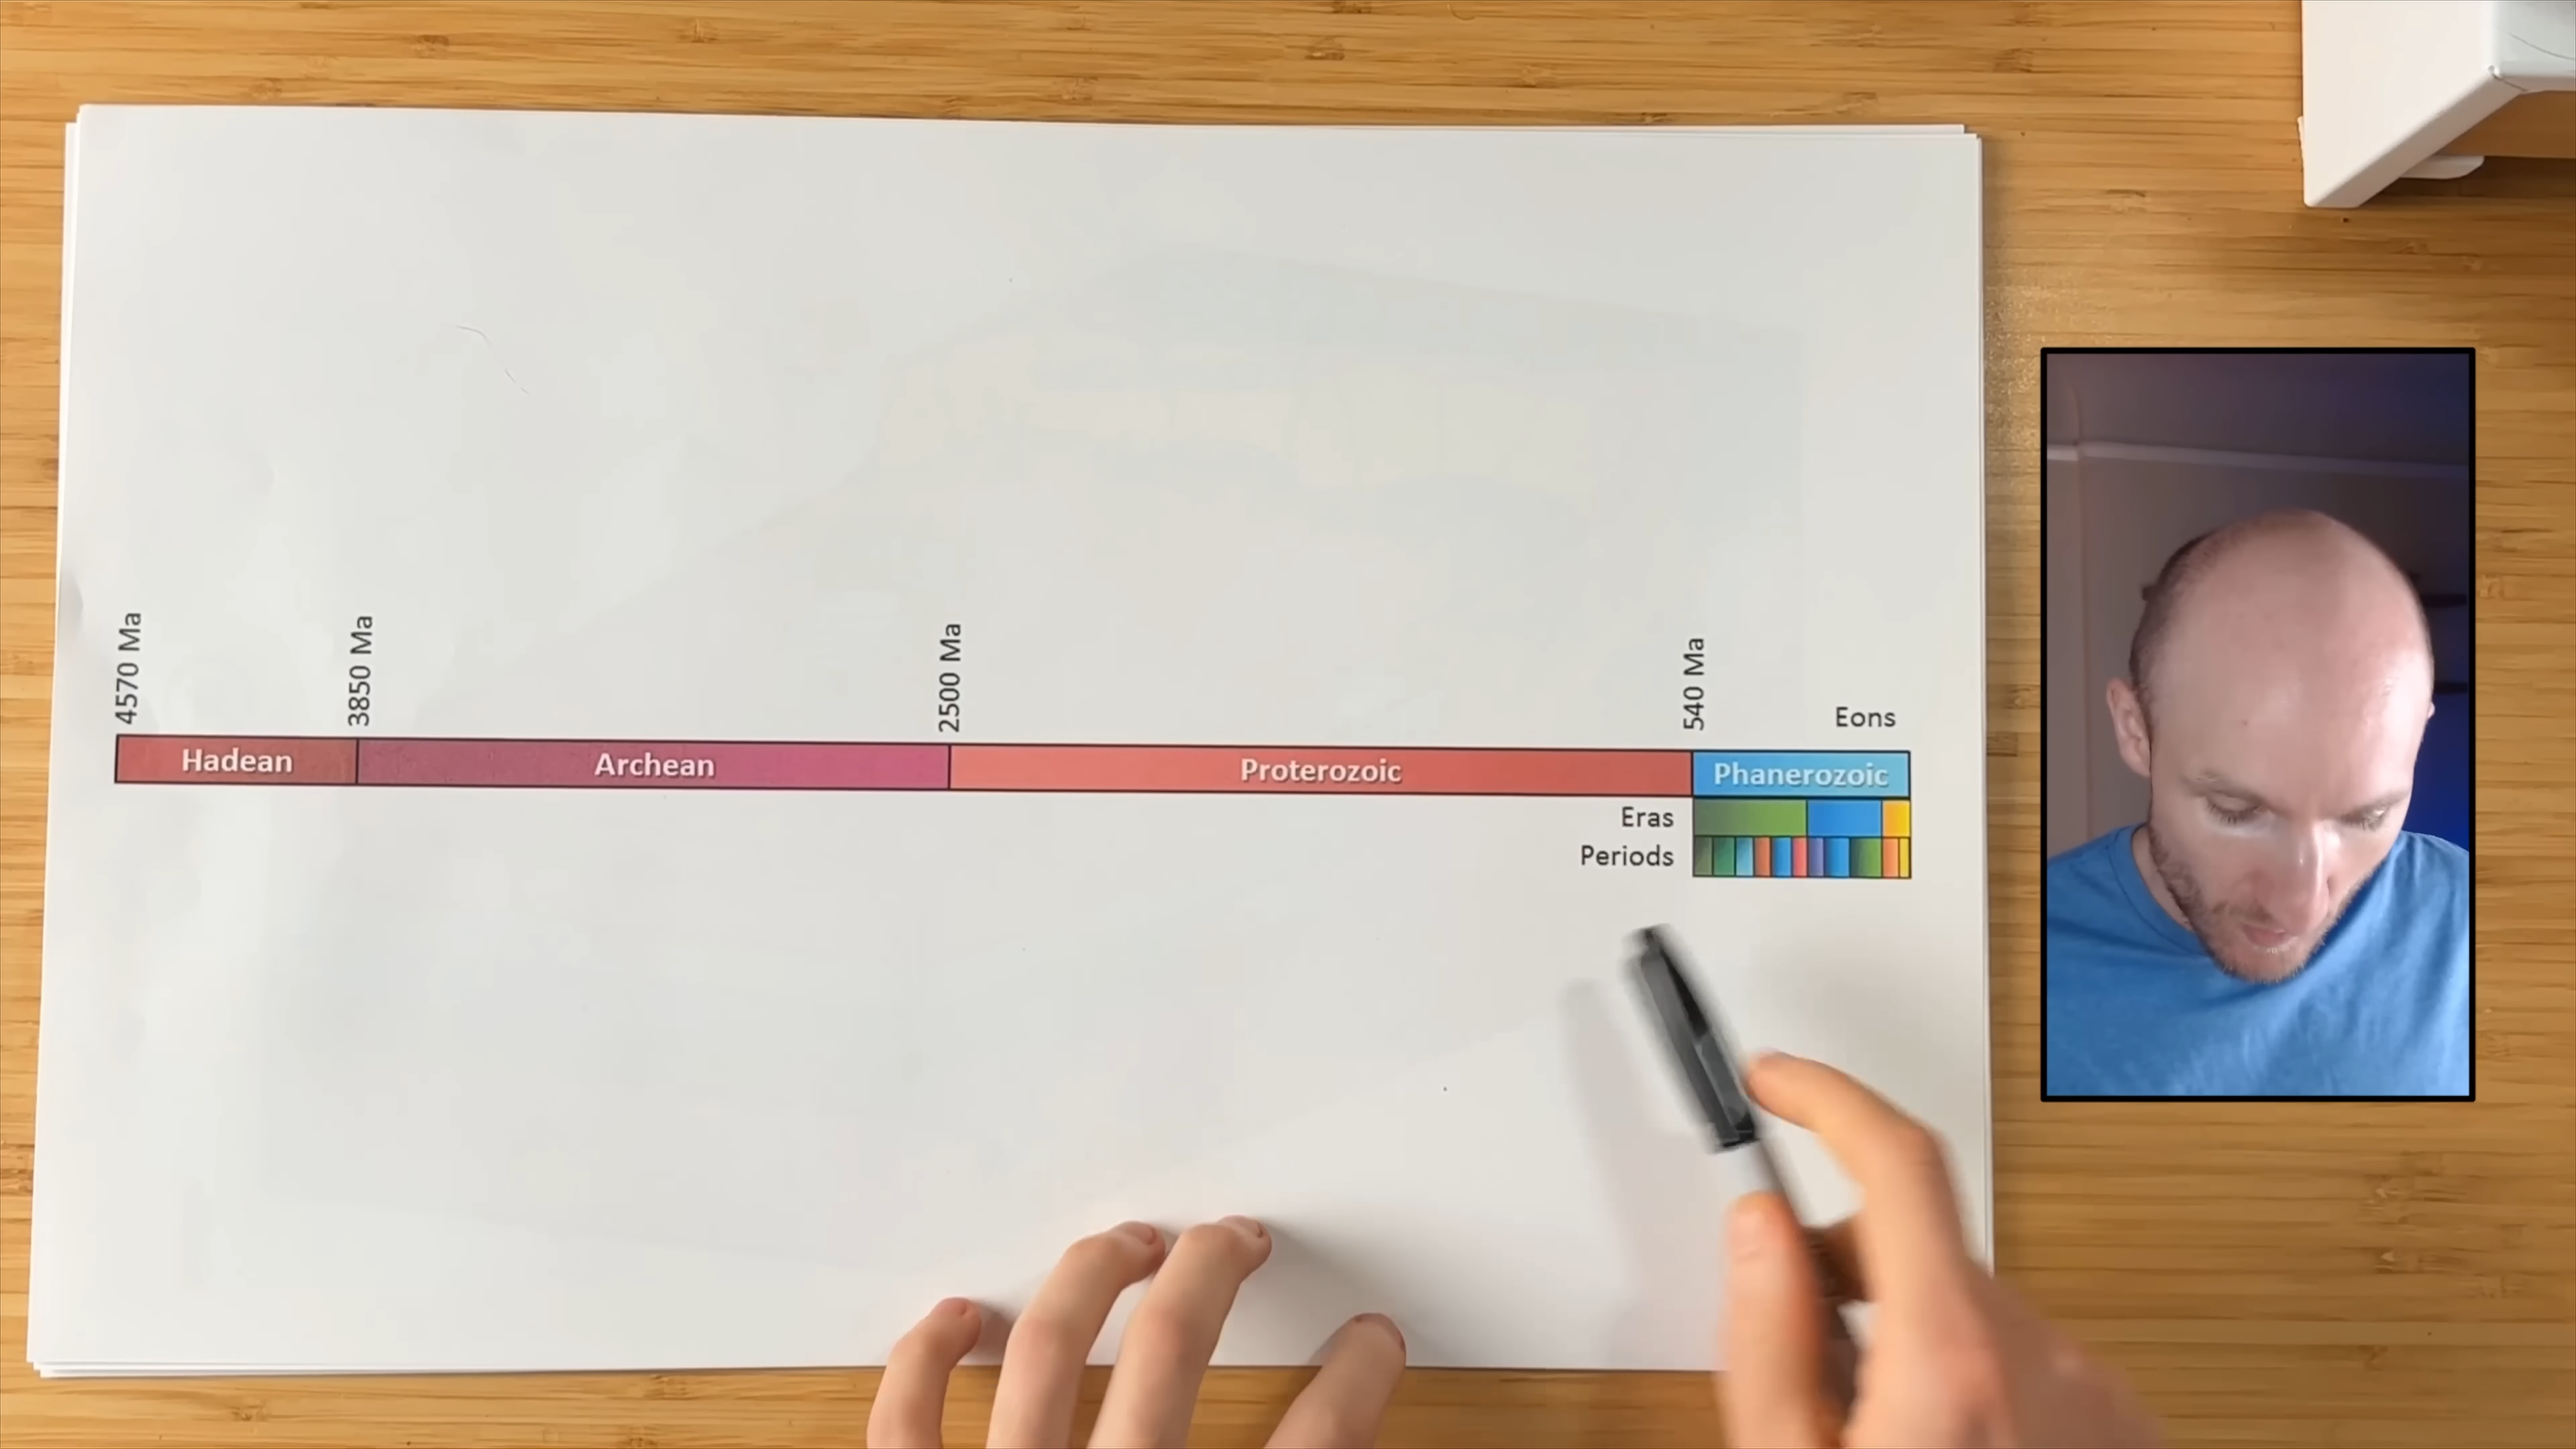 4570 Ma
3850 Ma
2500 Ma
540 Ma
Eons
Hadean
Archean
Proterozoic
Phanerozoic
Eras
Periods